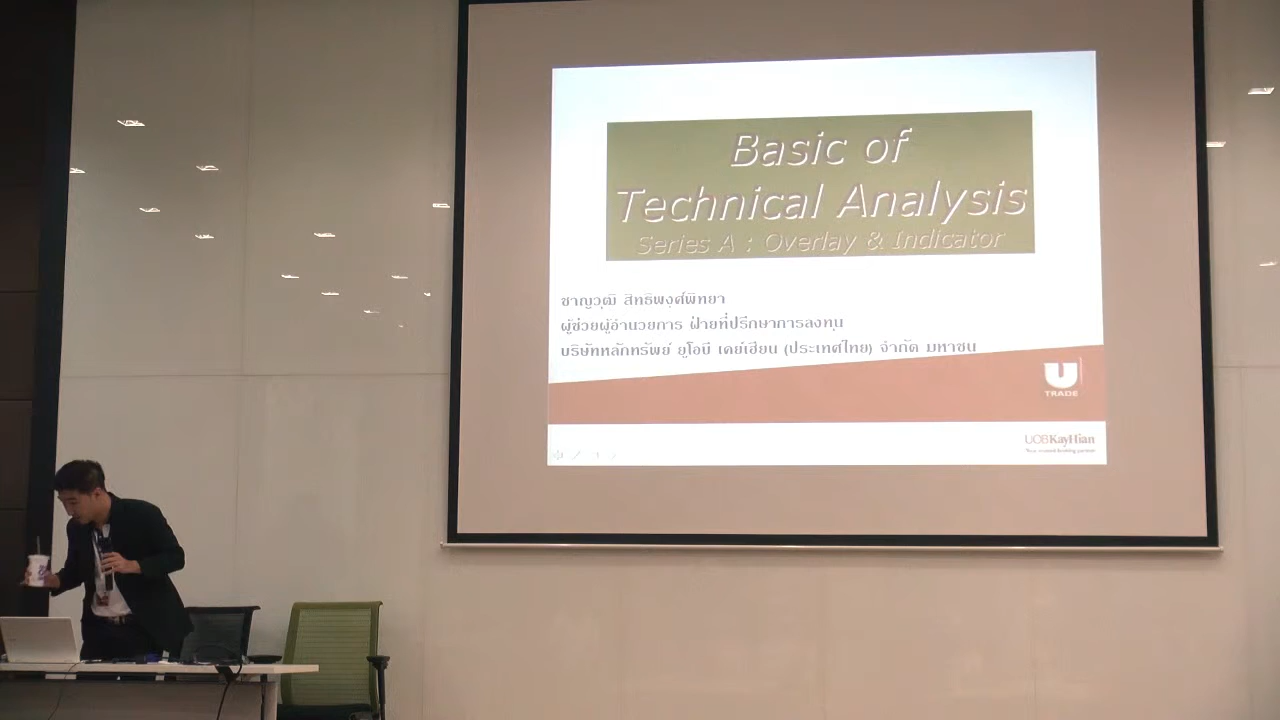 Basic of
Technical Analysis
Series A : Overlay & Indicator
ชาญวุฒิ สิทธิพงศ์พิทยา
ผู้ช่วยผู้อำนวยการ ฝ่ายที่ปรึกษาการลงทุน
บริษัทหลักทรัพย์ ยูโอบี เคย์เฮียน (ประเทศไทย) จำกัด มหาชน
U
TRADE
UOBKayHian